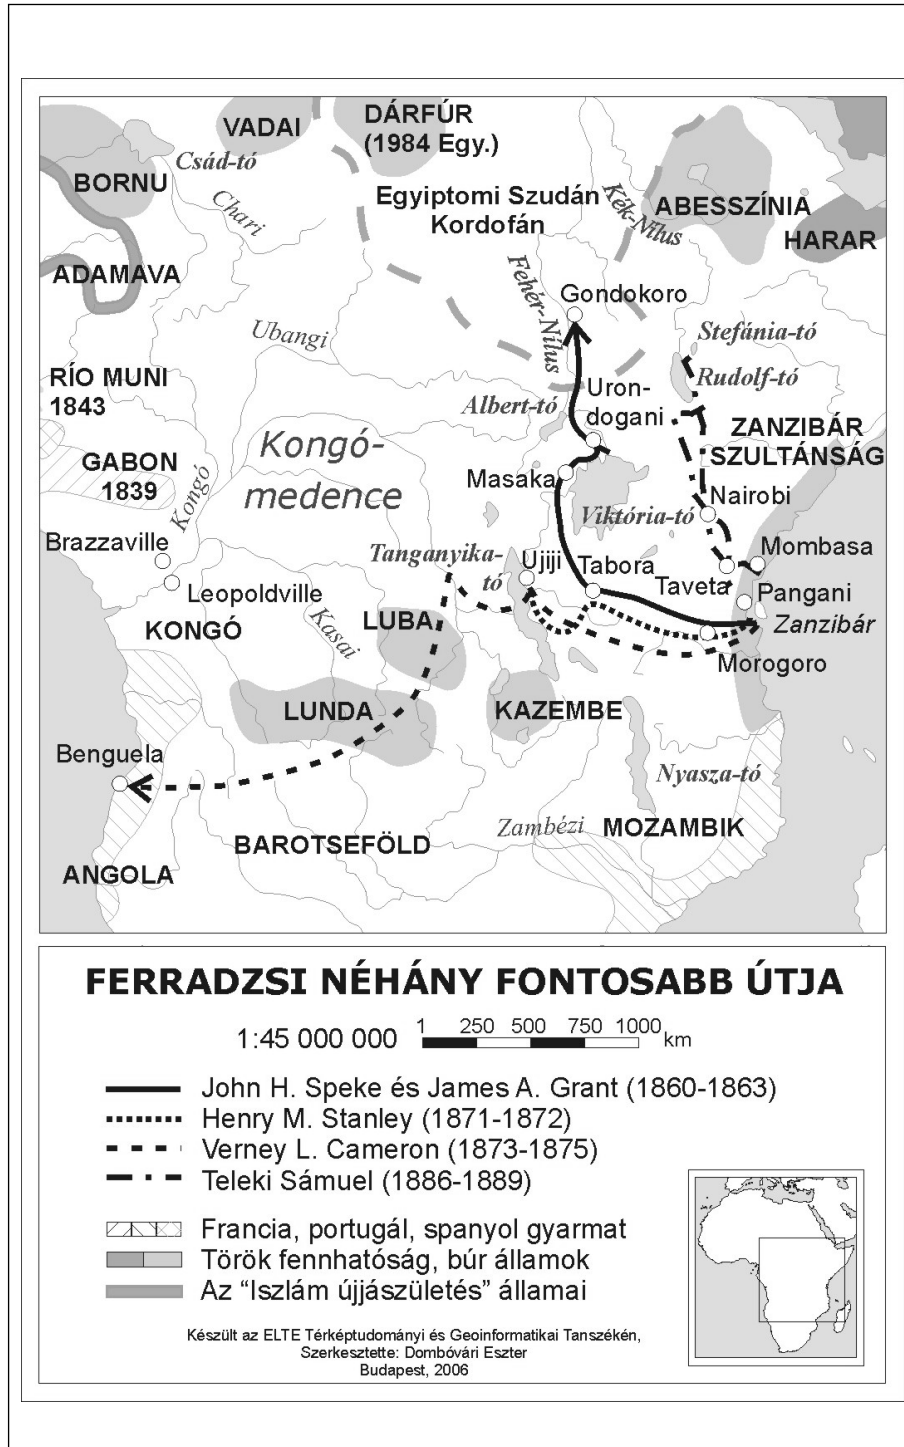 VADAI
DÁRFÚR
(1984 Egy.)
Csád-tó
BORNU
Chari
Egyiptomi Szudán
Kordofán
Kék-Nílus
ABESSZÍNIA
HARAR
ADAMAVA
Fehér-Nílus
Gondokoro
Ubangi
Stefánia-tó
Rudolf-tó
RÍO MUNI
1843
Albert-tó
Uron-
dogani
ZANZIBÁR
SZULTÁNSÁG
Kongó-
medence
GABON
1839
Kongó
Masaka
Viktória-tó
Nairobi
Brazzaville
Tanganyika-
tó
Ujiji
Tabora
Taveta
Mombasa
Pangani
Leopoldville
Zanzibár
KONGÓ
Kasai
LUBA
Morogoro
LUNDA
KAZEMBE
Benguela
Nyasza-tó
Zambézi
MOZAMBIK
BAROTSEFÖLD
ANGOLA
FERRADZSI NÉHÁNY FONTOSABB ÚTJA
1:45 000 000 1 250 500 750 1000 km
John H. Speke és James A. Grant (1860-1863)
Henry M. Stanley (1871-1872)
Verney L. Cameron (1873-1875)
Teleki Sámuel (1886-1889)
Francia, portugál, spanyol gyarmat
Török fennhatóság, búr államok
Az “Iszlám újjászületés” államai
Készült az ELTE Térképtudományi és Geoinformatikai Tanszékén,
Szerkesztette: Dombóvári Eszter
Budapest, 2006